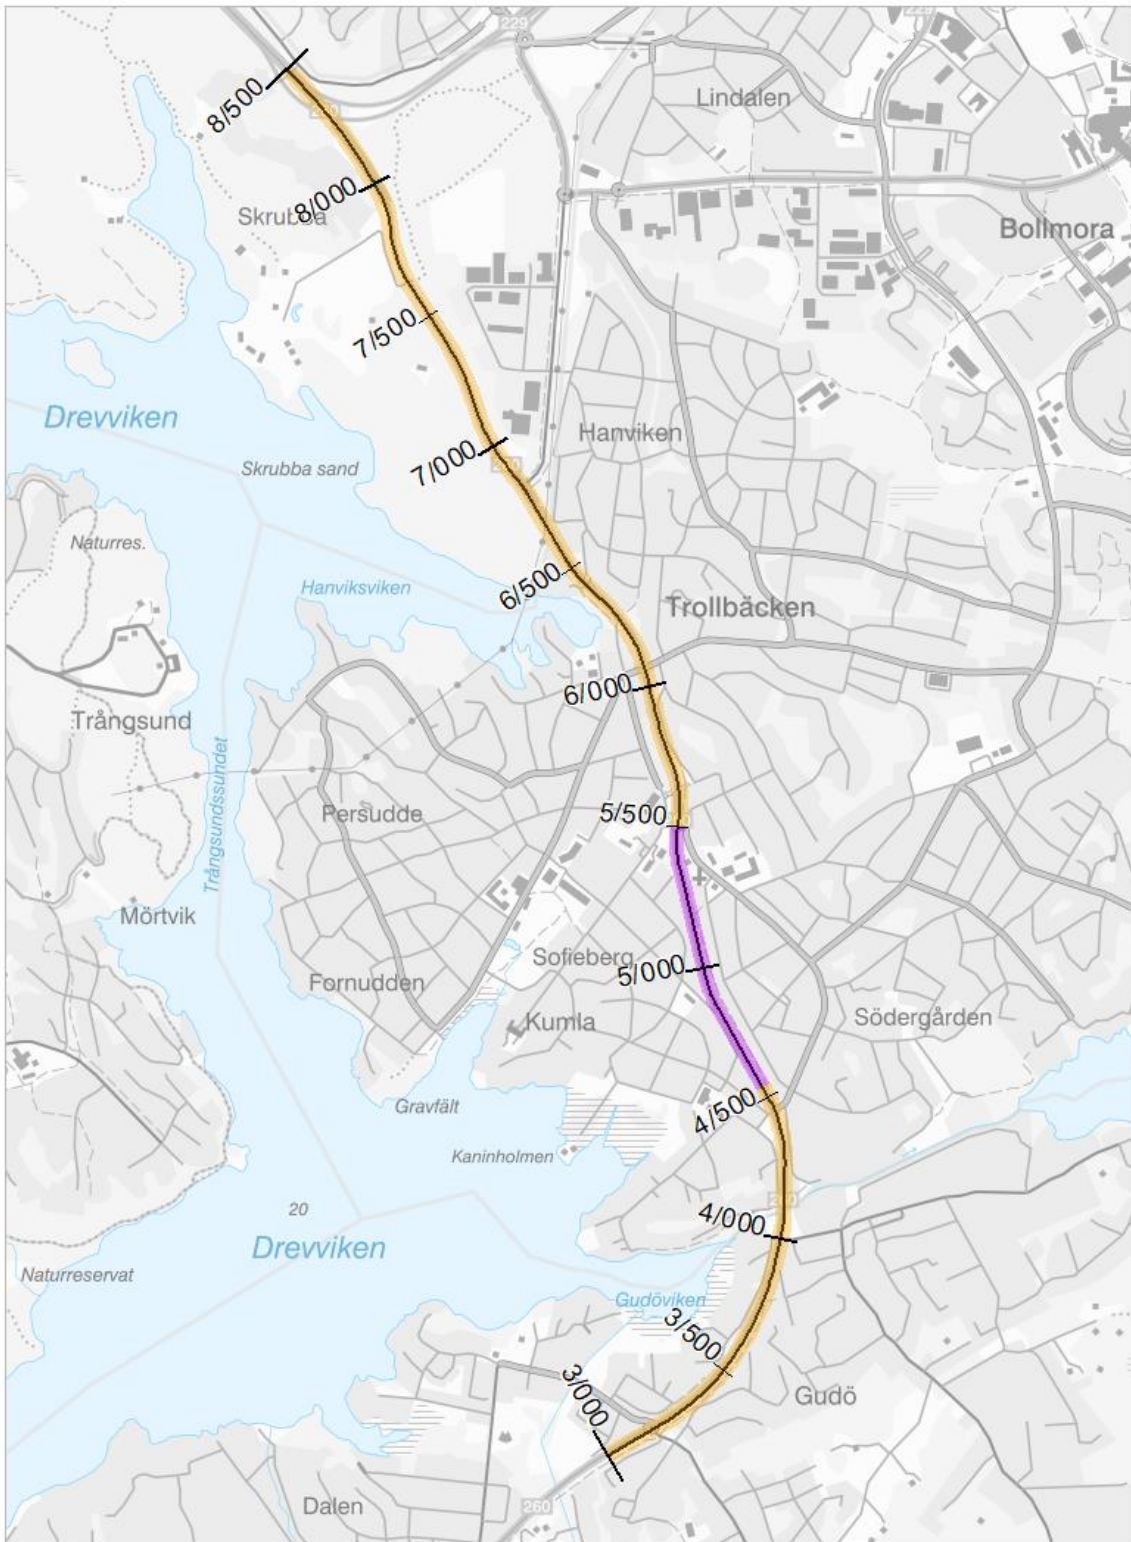 229
229
Lindalen
8/500
229
8/000
Skrubba
Bollmora
7/500
Drevviken
Hanviken
7/000
Skrubba sand
Naturres.
6/500
Hanviksviken
Trollbäcken
6/000
Trångsund
Trångsundssundet
5/500
Persudde
Mörtvik
Sofieberg
5/000
Fornudden
Kumla
Södergården
4/500
Gravfält
Kaninholmen
20
4/000
Drevviken
Naturreservat
Gudöviken
3/500
3/000
Gudö
Dalen
260